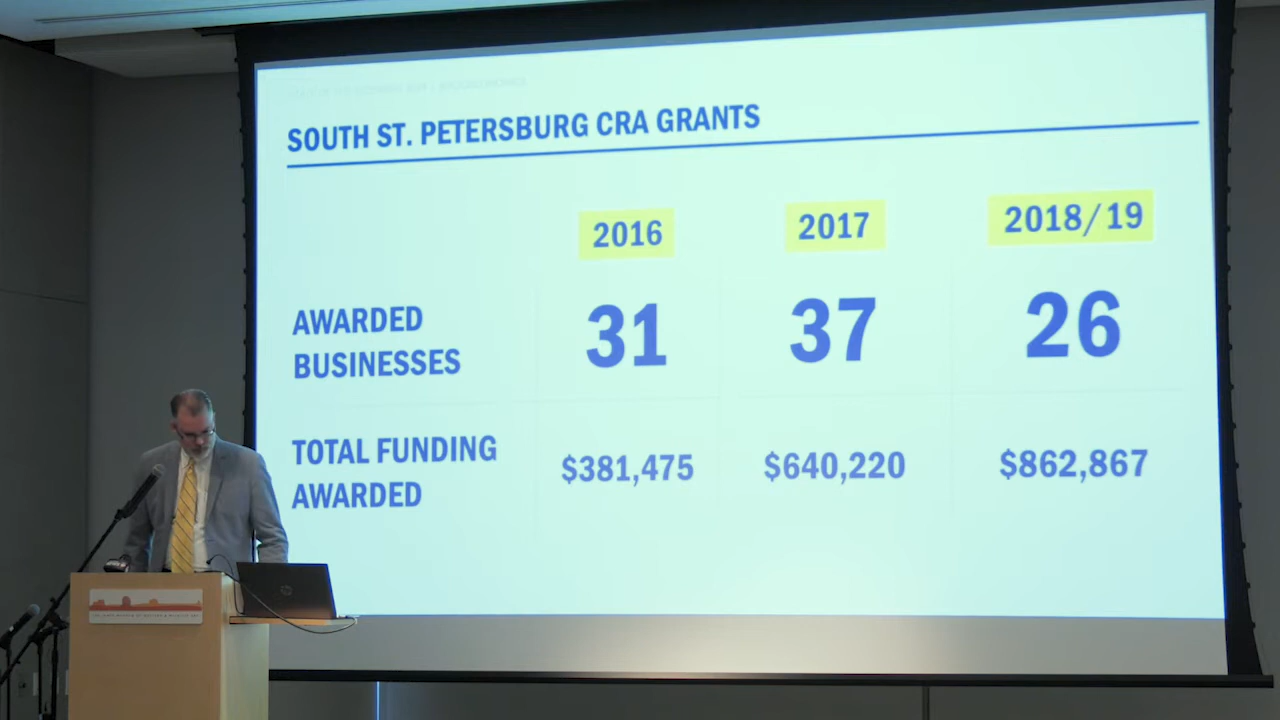 SOUTH ST. PETERSBURG CRA GRANTS
2016 2017 2018/19
AWARDED
BUSINESSES
31 37 26
TOTAL FUNDING
AWARDED
$381,475 $640,220 $862,867